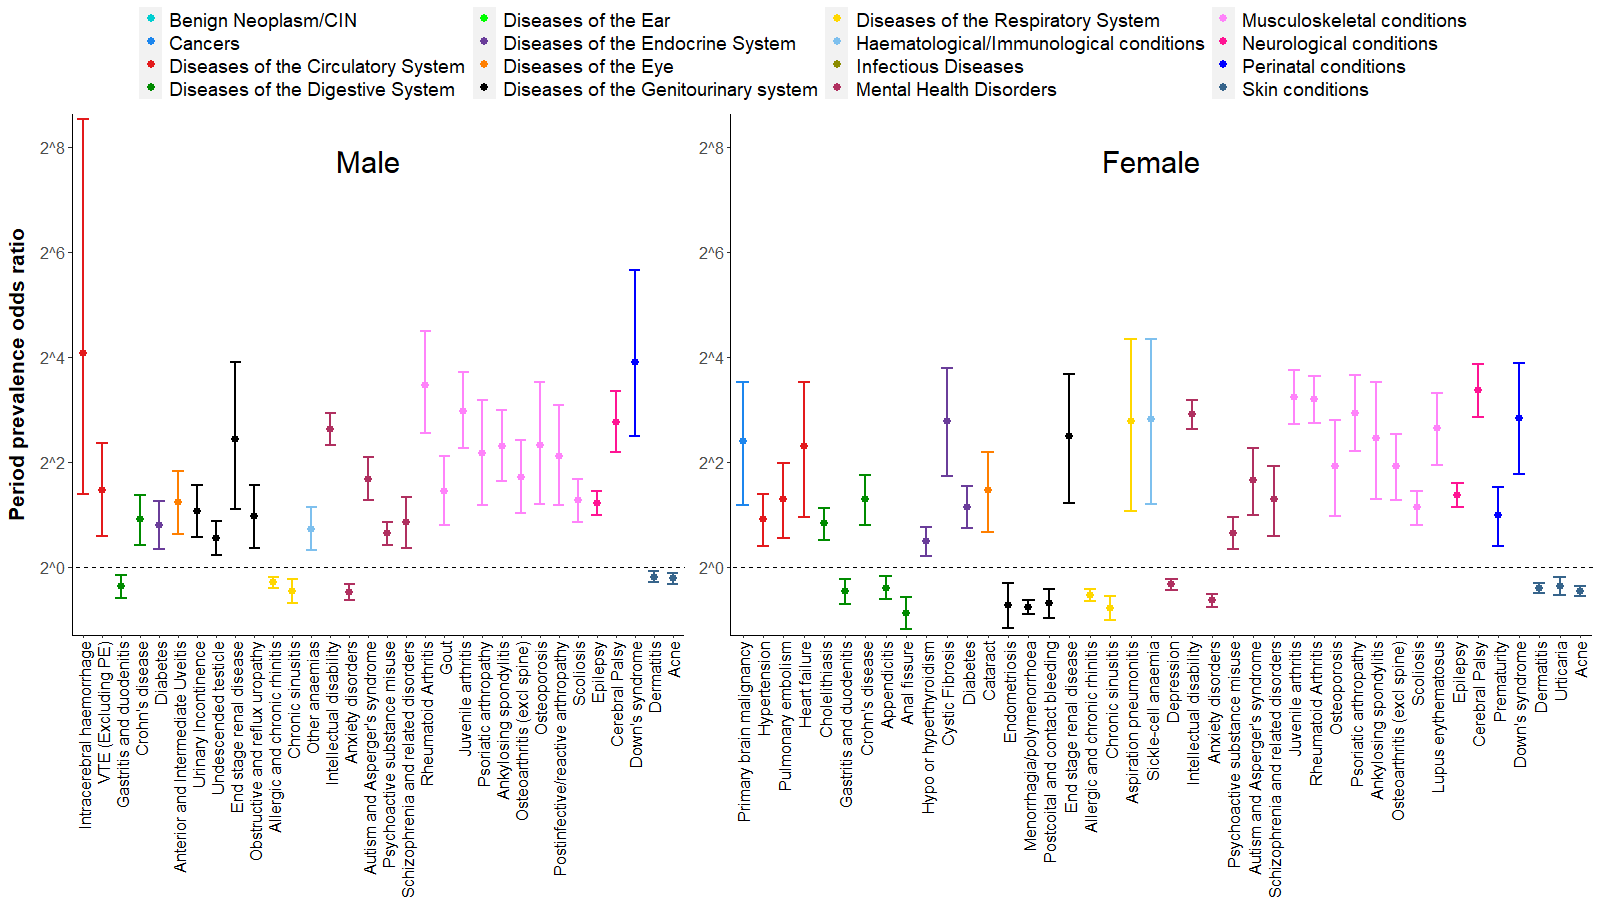 Benign Neoplasm/CIN
Cancers
Diseases of the Circulatory System
Diseases of the Digestive System
Diseases of the Ear
Diseases of the Endocrine System
Diseases of the Eye
Diseases of the Genitourinary system
Diseases of the Respiratory System
Haematological/Immunological conditions
Infectious Diseases
Mental Health Disorders
Musculoskeletal conditions
Neurological conditions
Perinatal conditions
Skin conditions
Period prevalence odds ratio
Male
2^8
2^6
2^4
2^2
2^0
Intracerebral haemorrhage
VTE (Excluding PE)
Gastritis and duodenitis
Crohn's disease
Diabetes
Anterior and Intermediate Uveitis
Urinary Incontinence
Undescended testicle
End stage renal disease
Obstructive and reflux uropathy
Allergic and chronic rhinitis
Chronic sinusitis
Other anaemias
Intellectual disability
Anxiety disorders
Autism and Asperger's syndrome
Psychoactive substance misuse
Schizophrenia and related disorders
Rheumatoid Arthritis
Gout
Juvenile arthritis
Psoriatic arthropathy
Ankylosing spondylitis
Osteoarthritis (excl spine)
Osteoporosis
Postinfective/reactive arthropathy
Scoliosis
Epilepsy
Cerebral Palsy
Down's syndrome
Dermatitis
Acne
Female
2^8
2^6
2^4
2^2
2^0
Primary brain malignancy
Hypertension
Pulmonary embolism
Heart failure
Cholelithiasis
Gastritis and duodenitis
Crohn's disease
Appendicitis
Anal fissure
Hypo or hyperthyroidism
Cystic Fibrosis
Diabetes
Cataract
Endometriosis
Menorrhagia/polymenorrhoea
Postcoital and contact bleeding
End stage renal disease
Allergic and chronic rhinitis
Chronic sinusitis
Aspiration pneumonitis
Sickle-cell anaemia
Depression
Intellectual disability
Anxiety disorders
Psychoactive substance misuse
Autism and Asperger's syndrome
Schizophrenia and related disorders
Juvenile arthritis
Rheumatoid Arthritis
Osteoporosis
Psoriatic arthropathy
Ankylosing spondylitis
Osteoarthritis (excl spine)
Scoliosis
Lupus erythematosus
Epilepsy
Cerebral Palsy
Prematurity
Down's syndrome
Dermatitis
Urticaria
Acne